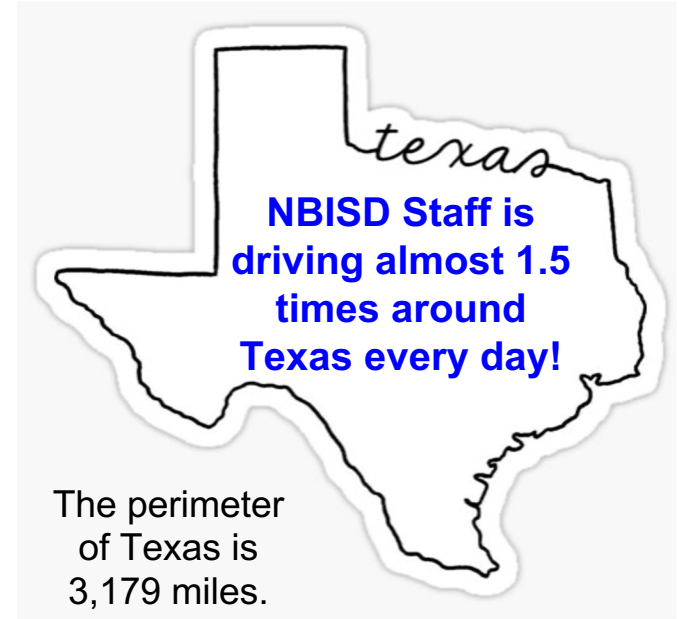 texas
NBISD Staff is
driving almost 1.5
times around
Texas every day!
The perimeter
of Texas is
3,179 miles.